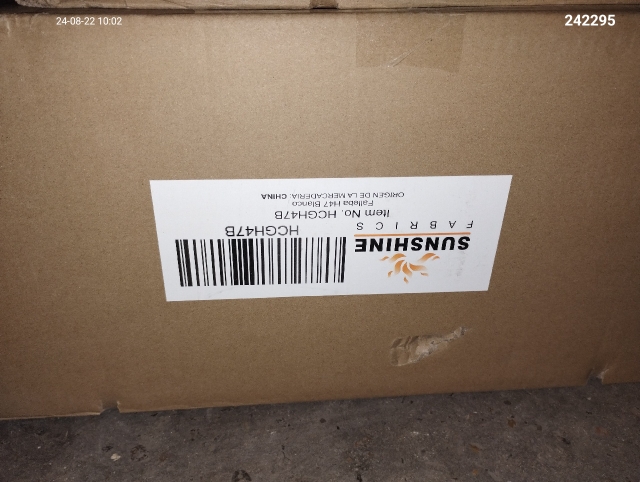 24-08-22 10:02
242295
SUNSHINE
FABRICS
HCGH47B
Item No. HCGH47B
Falleba H47 Blanco
ORIGEN DE LA MERCADERIA: CHINA